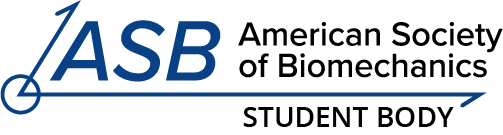 ASB American Society
of Biomechanics
STUDENT BODY